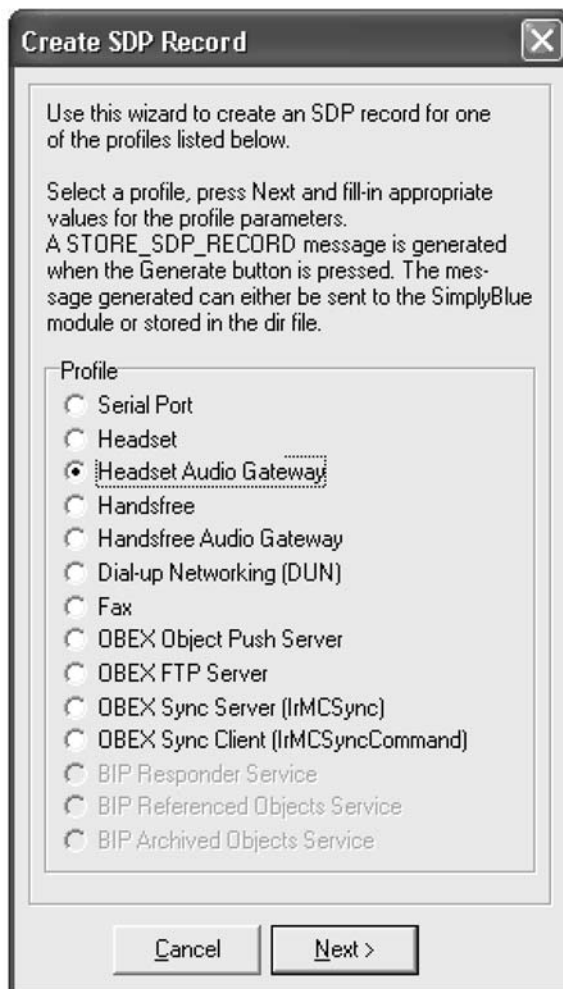 Create SDP Record
Use this wizard to create an SDP record for one
of the profiles listed below.
Select a profile, press Next and fill-in appropriate
values for the profile parameters.
A STORE_SDP_RECORD message is generated
when the Generate button is pressed. The mes-
sage generated can either be sent to the SimplyBlue
module or stored in the dir file.
Profile
Serial Port
Headset
Headset Audio Gateway
Handsfree
Handsfree Audio Gateway
Dial-up Networking (DUN)
Fax
OBEX Object Push Server
OBEX FTP Server
OBEX Sync Server (IrMCSync)
OBEX Sync Client (IrMCSyncCommand)
BIP Responder Service
BIP Referenced Objects Service
BIP Archived Objects Service
Cancel Next >